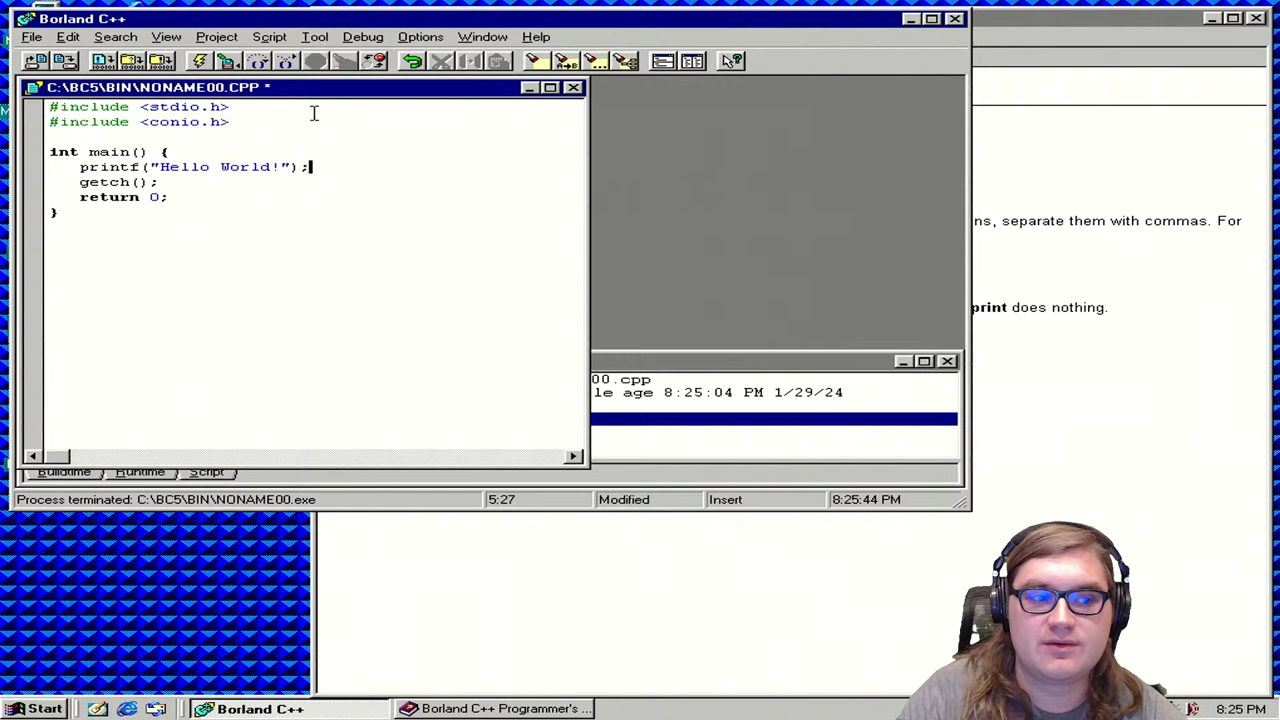 Borland C++
File Edit Search View Project Script Tool Debug Options Window Help
C:\BC5\BIN\NONAME00.CPP *
#include <stdio.h>
#include <conio.h>
int main() {
printf("Hello World!");
getch();
return 0;
}
ns, separate them with commas. For
print does nothing.
00.cpp
le age 8:25:04 PM 1/29/24
Buildtime Runtime Script
Process terminated: C:\BC5\BIN\NONAME00.exe 5:27 Modified Insert 8:25:44 PM
Start Borland C++ Borland C++ Programmer's ... 8:25 PM